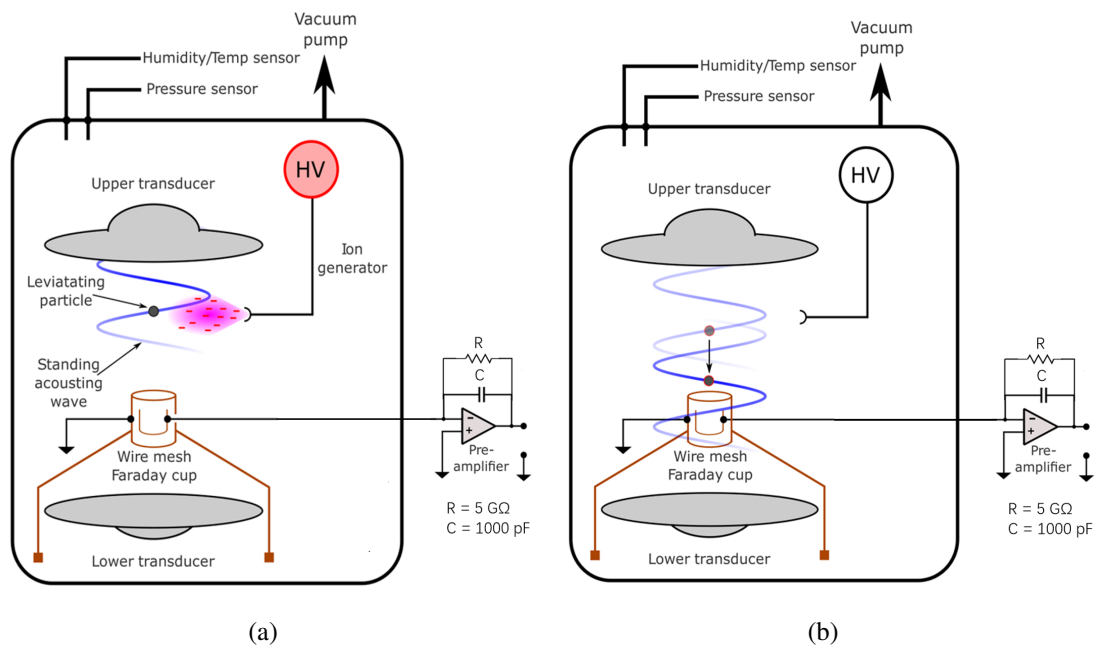 Vacuum
pump
Humidity/Temp sensor
Pressure sensor
HV
Upper transducer
Ion
generator
Leviatating
particle
Standing
acousting
wave
R
C
−
+
Pre-
amplifier
Wire mesh
Faraday cup
R = 5 GΩ
C = 1000 pF
Lower transducer
(a)
Vacuum
pump
Humidity/Temp sensor
Pressure sensor
HV
Upper transducer
R
C
−
+
Pre-
amplifier
Wire mesh
Faraday cup
R = 5 GΩ
C = 1000 pF
Lower transducer
(b)